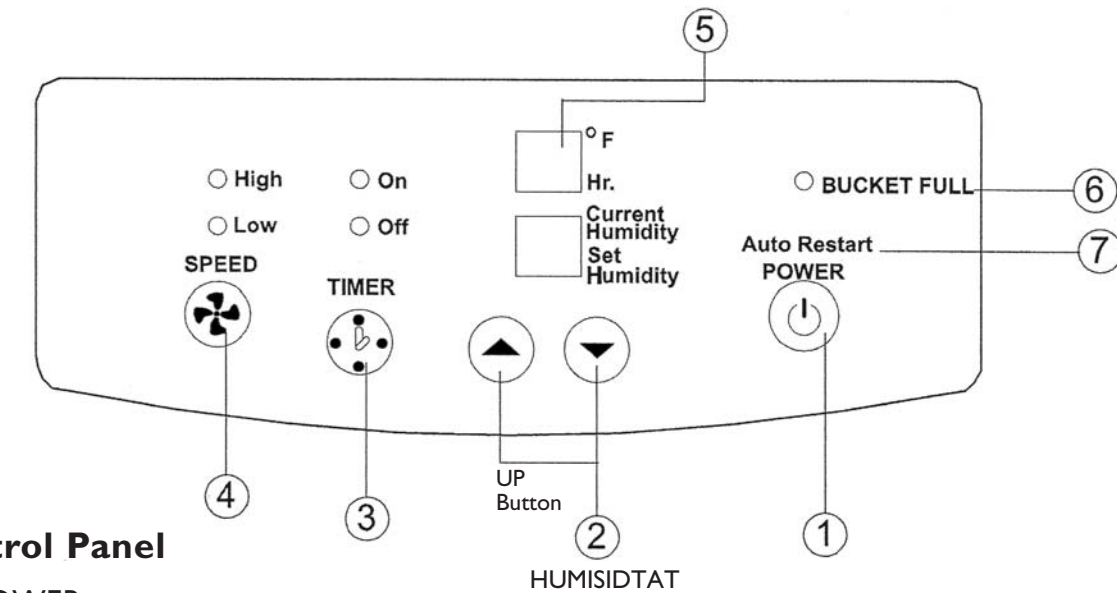 5
° F
Hr.
High
On
BUCKET FULL
6
Low
Off
Current
Humidity
Set
Humidity
Auto Restart
7
SPEED
POWER
TIMER
UP
Button
4
3
2
1
trol Panel
HUMISIDTAT